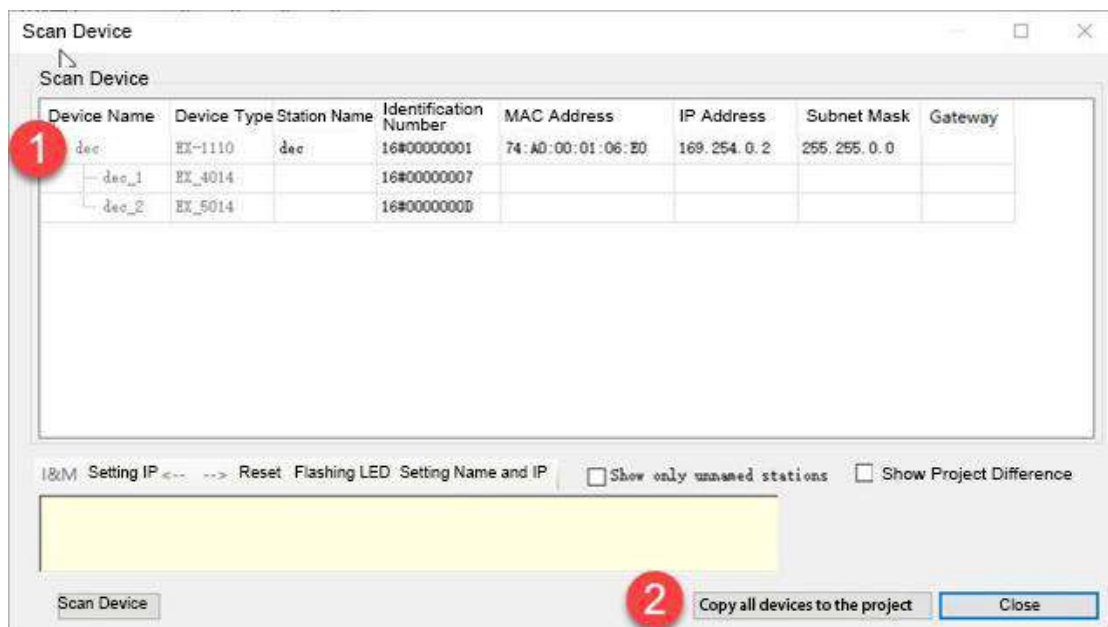 Scan Device
Scan Device
Device Name Device Type Station Name Identification Number MAC Address IP Address Subnet Mask Gateway
1 dec EX-1110 dec 16#00000001 74:A0:00:01:06:E0 169.254.0.2 255.255.0.0
dec_1 EX_4014 16#00000007
dec_2 EX_5014 16#0000000D
I&M Setting IP <-- --> Reset Flashing LED Setting Name and IP Show only unnamed stations Show Project Difference
Scan Device 2 Copy all devices to the project Close